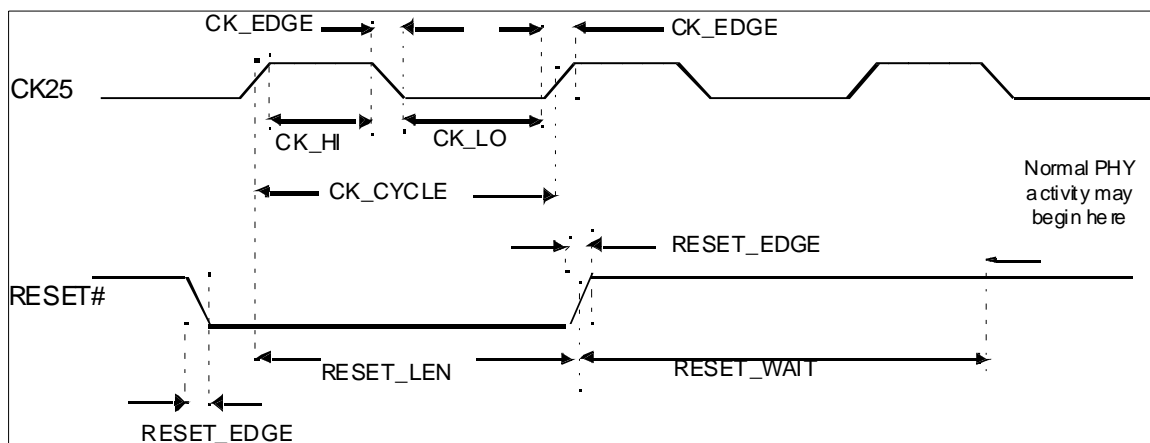 CK_EDGE
CK_EDGE
CK25
CK_HI
CK_LO
CK_CYCLE
Normal PHY
activity may
begin here
RESET_EDGE
RESET#
RESET_LEN
RESET_WAIT
RESET_EDGE